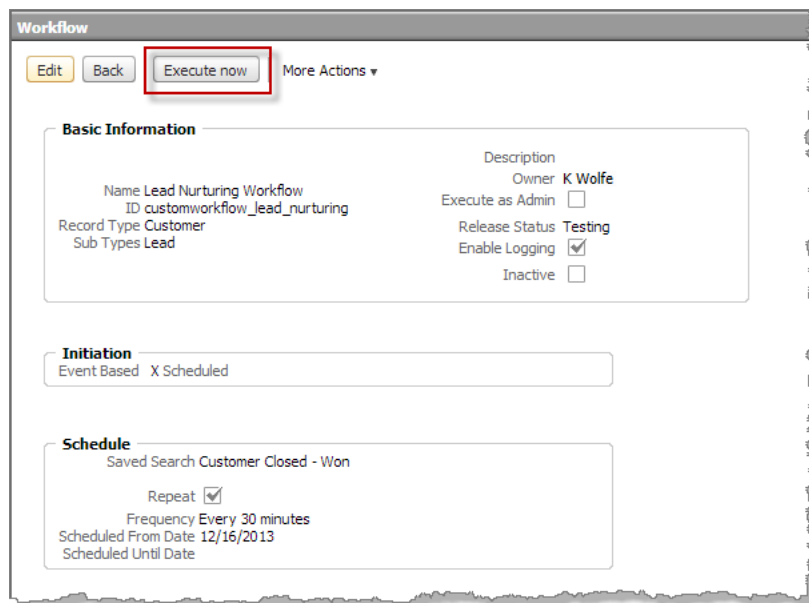 Workflow
Edit Back Execute now More Actions
Basic Information
Name Lead Nurturing Workflow
ID customworkflow_lead_nurturing
Record Type Customer
Sub Types Lead
Description
Owner K Wolfe
Execute as Admin
Release Status Testing
Enable Logging
Inactive
Initiation
Event Based X Scheduled
Schedule
Saved Search Customer Closed - Won
Repeat
Frequency Every 30 minutes
Scheduled From Date 12/16/2013
Scheduled Until Date